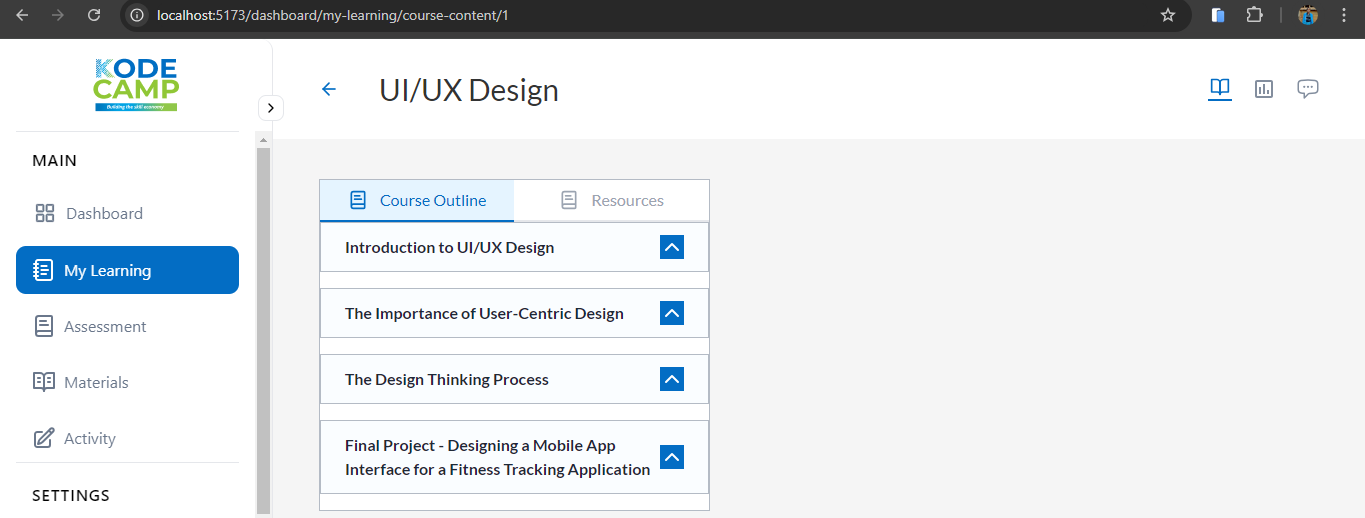 localhost:5173/dashboard/my-learning/course-content/1
KODE
CAMP
Building the skill economy
UI/UX Design
MAIN
Dashboard
My Learning
Assessment
Materials
Activity
SETTINGS
Course Outline
Resources
Introduction to UI/UX Design
The Importance of User-Centric Design
The Design Thinking Process
Final Project - Designing a Mobile App
Interface for a Fitness Tracking Application